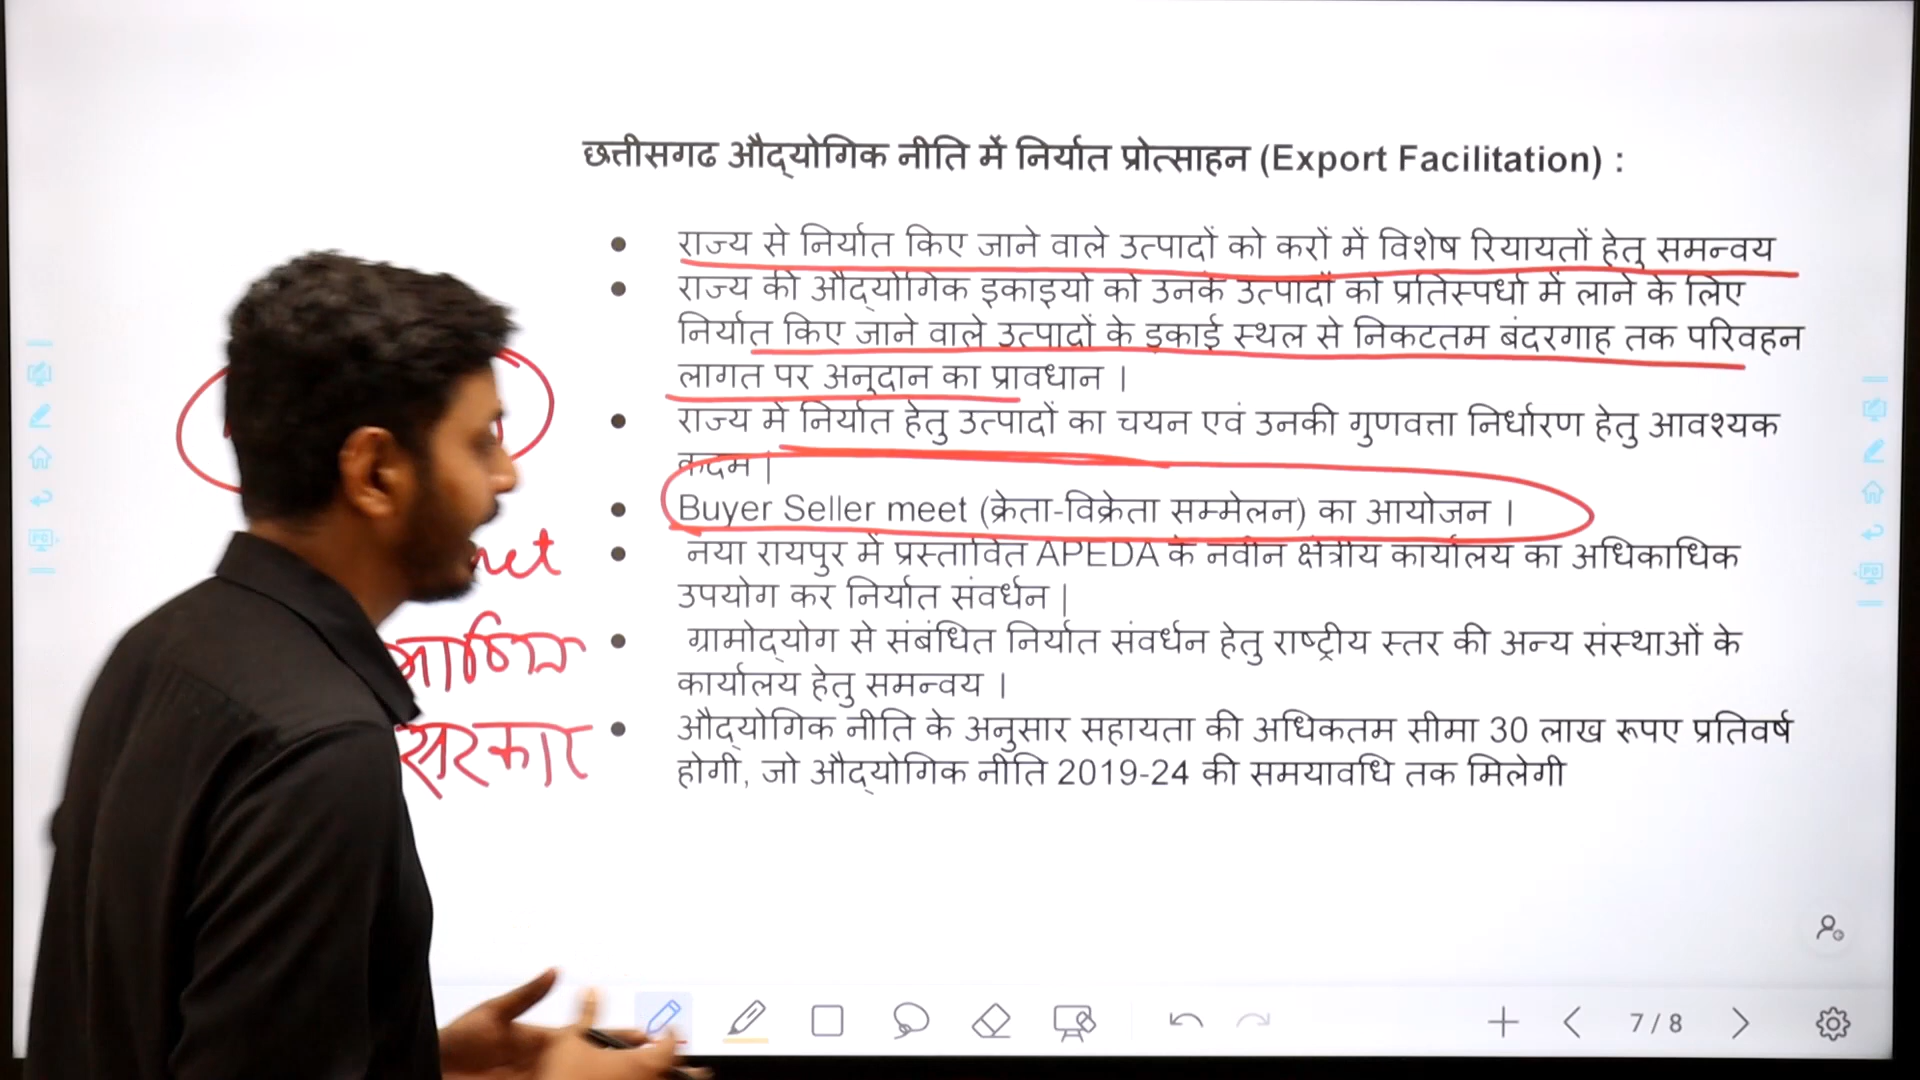 छत्तीसगढ औद्योगिक नीति में निर्यात प्रोत्साहन (Export Facilitation) :
राज्य से निर्यात किए जाने वाले उत्पादों को करों में विशेष रियायतों हेतु समन्वय
राज्य की औद्योगिक इकाइयों को उनके उत्पादों को प्रतिस्पर्धा में लाने के लिए
निर्यात किए जाने वाले उत्पादों के इकाई स्थल से निकटतम बंदरगाह तक परिवहन
लागत पर अनुदान का प्रावधान ।
राज्य में निर्यात हेतु उत्पादों का चयन एवं उनकी गुणवत्ता निर्धारण हेतु आवश्यक
कदम |
Buyer Seller meet (क्रेता-विक्रेता सम्मेलन) का आयोजन ।
नया रायपुर में प्रस्तावित APEDA के नवीन क्षेत्रीय कार्यालय का अधिकाधिक
उपयोग कर निर्यात संवर्धन |
ग्रामोद्योग से संबंधित निर्यात संवर्धन हेतु राष्ट्रीय स्तर की अन्य संस्थाओं के
कार्यालय हेतु समन्वय ।
सरकार
औद्योगिक नीति के अनुसार सहायता की अधिकतम सीमा 30 लाख रूपए प्रतिवर्ष
होगी, जो औद्योगिक नीति 2019-24 की समयावधि तक मिलेगी
7 / 8